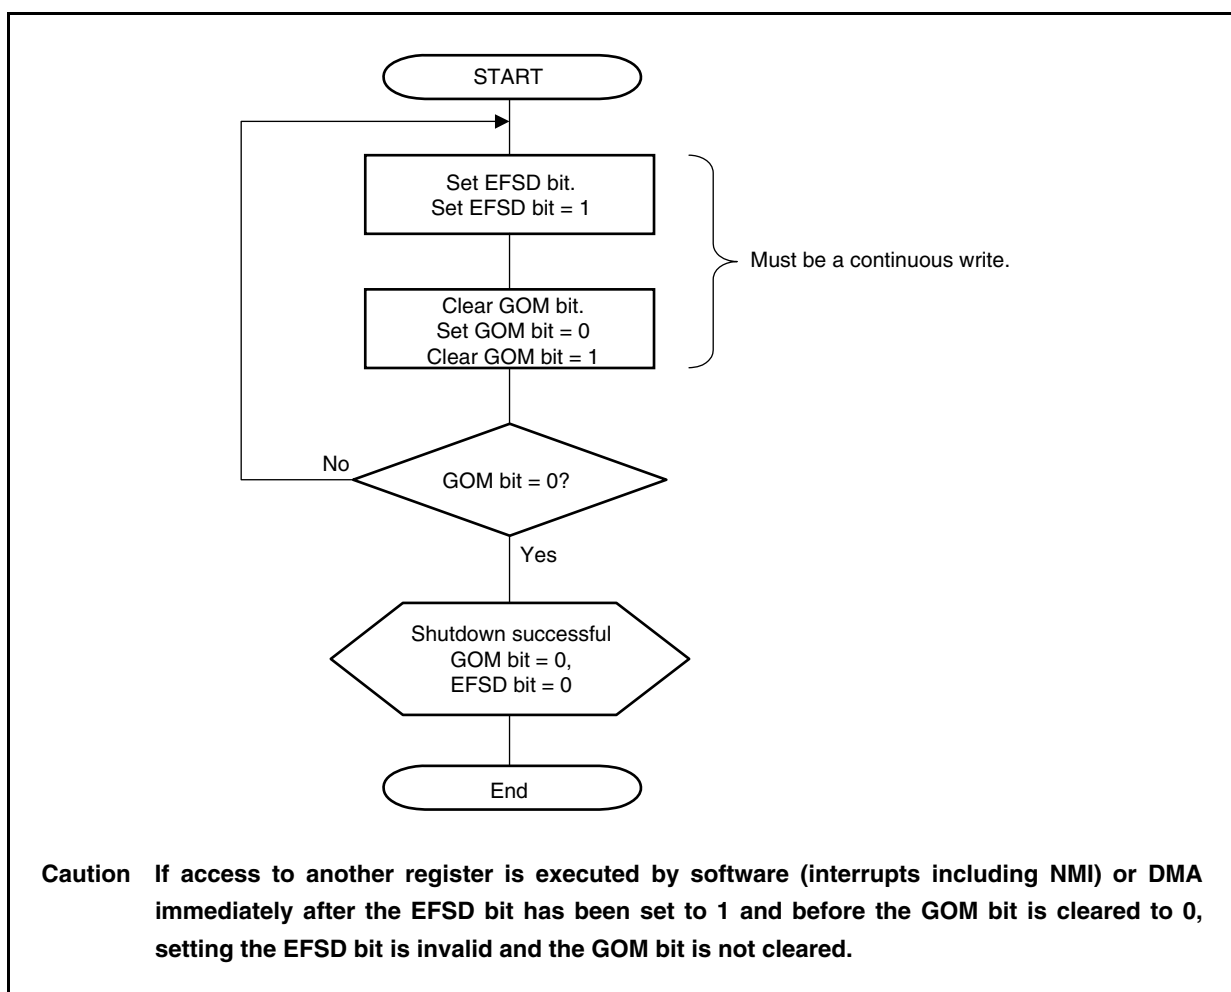 START
Set EFSD bit.
Set EFSD bit = 1
Must be a continuous write.
Clear GOM bit.
Set GOM bit = 0
Clear GOM bit = 1
No
GOM bit = 0?
Yes
Shutdown successful
GOM bit = 0,
EFSD bit = 0
End
Caution If access to another register is executed by software (interrupts including NMI) or DMA
immediately after the EFSD bit has been set to 1 and before the GOM bit is cleared to 0,
setting the EFSD bit is invalid and the GOM bit is not cleared.